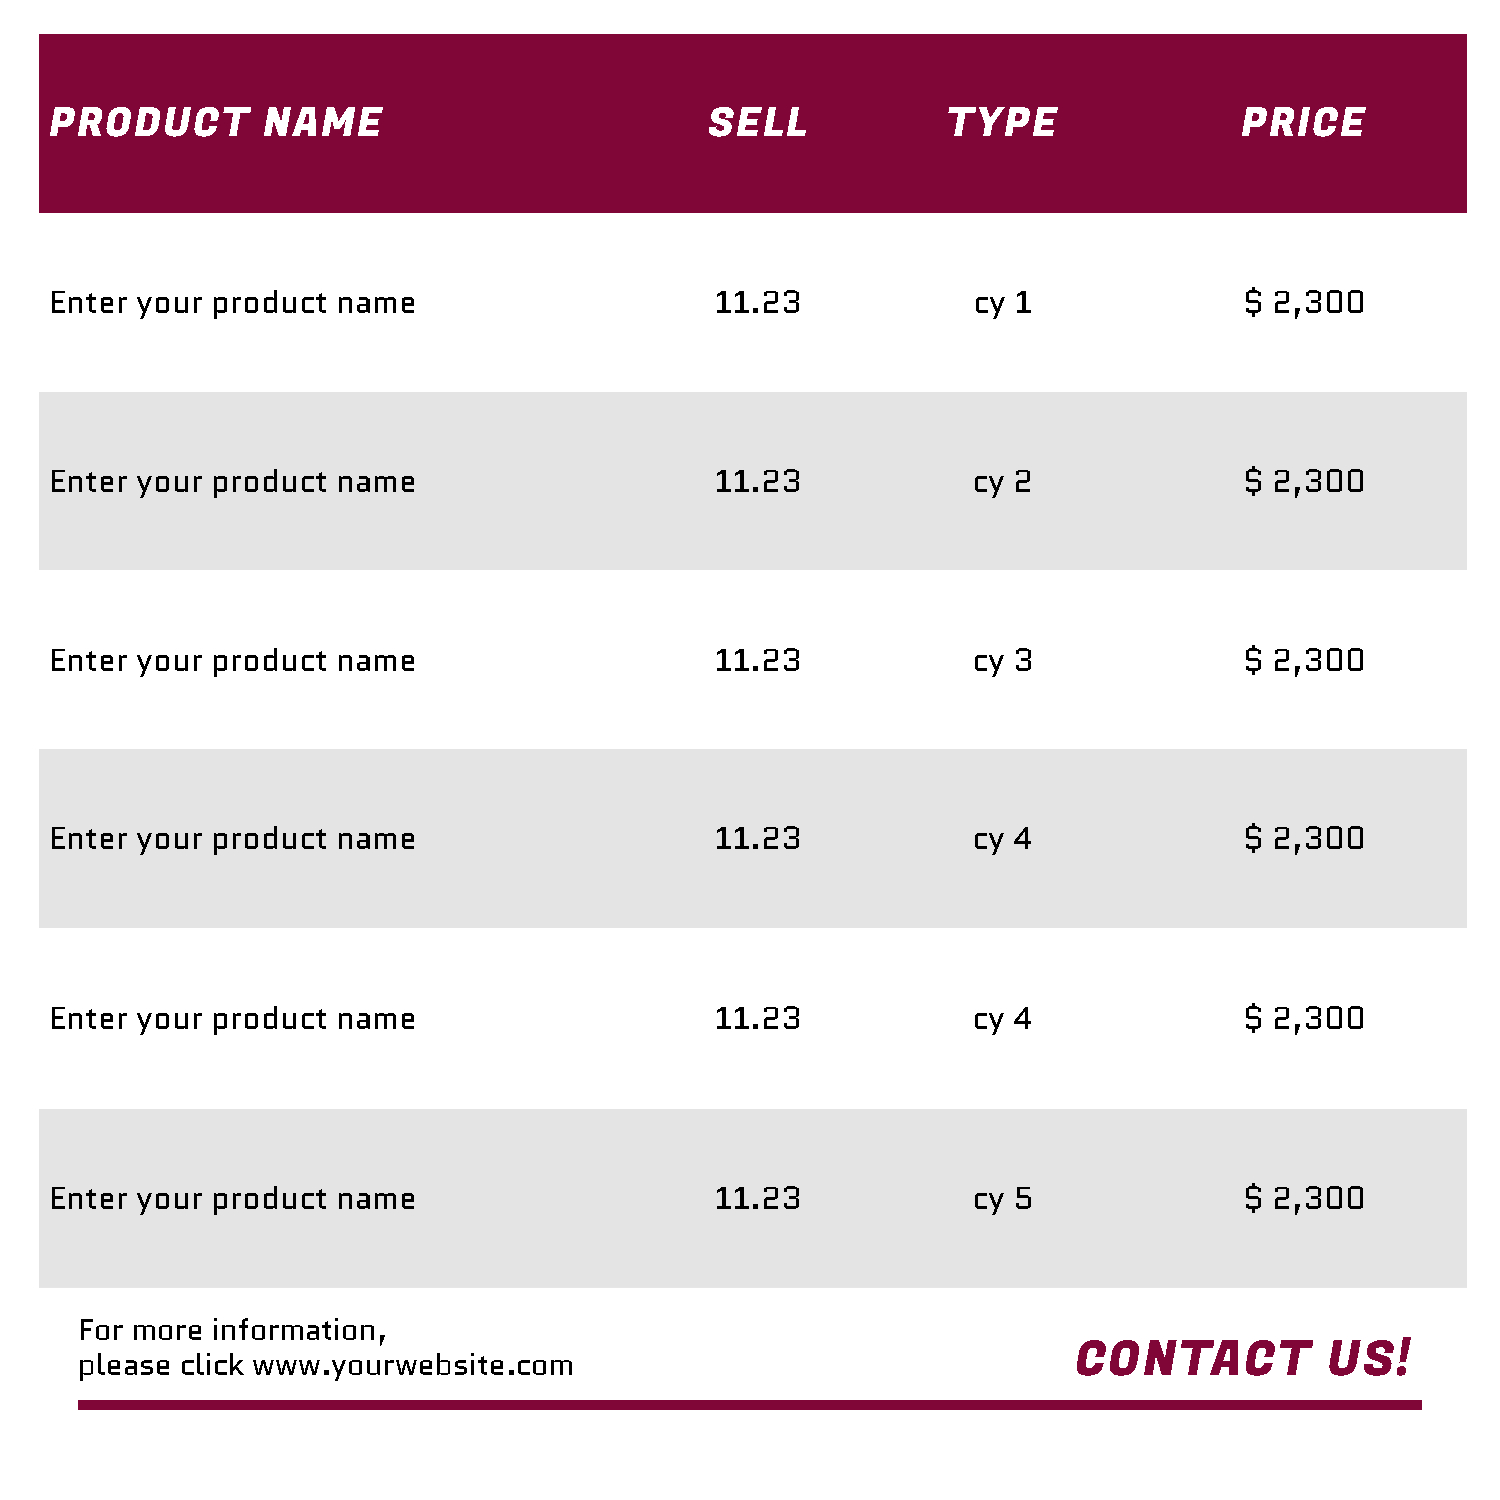 PRODUCT NAME SELL TYPE PRICE
Enter your product name 11.23 cy 1 $ 2,300
Enter your product name 11.23 cy 2 $ 2,300
Enter your product name 11.23 cy 3 $ 2,300
Enter your product name 11.23 cy 4 $ 2,300
Enter your product name 11.23 cy 4 $ 2,300
Enter your product name 11.23 cy 5 $ 2,300
For more information,
please click www.yourwebsite.com
CONTACT US!